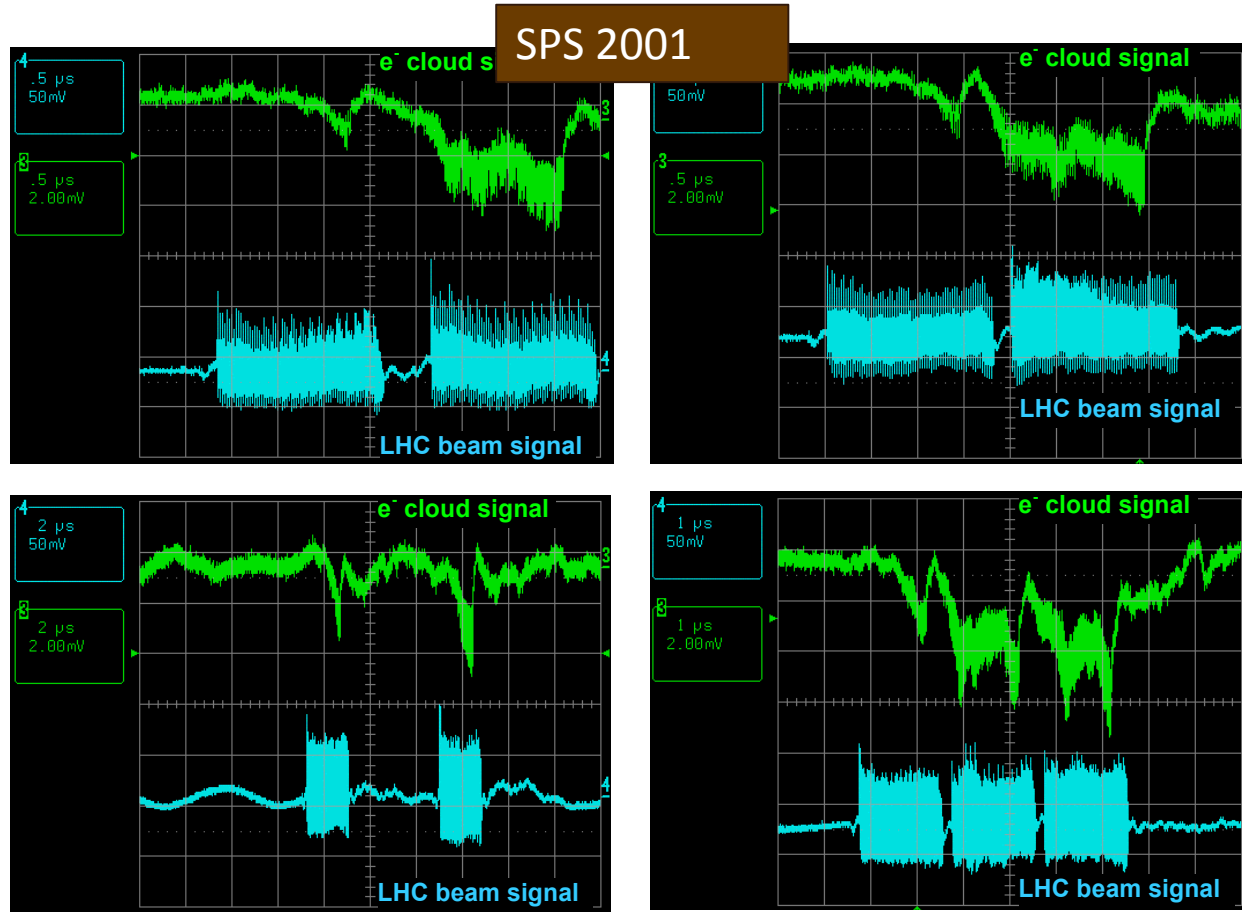 SPS 2001
4
.5 µs
50mV
3
.5 µs
2.00mV
e⁻ cloud s
3
4
LHC beam signal
50mV
3
.5 µs
2.00mV
e⁻ cloud signal
LHC beam signal
4
2 µs
50mV
3
2 µs
2.00mV
e⁻ cloud signal
3
4
LHC beam signal
4
1 µs
50mV
3
1 µs
2.00mV
e⁻ cloud signal
LHC beam signal